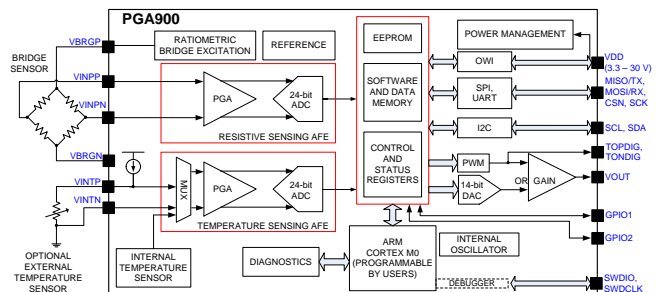 PGA900
VBRGP
RATIOMETRIC
BRIDGE EXCITATION
REFERENCE
EEPROM
POWER MANAGEMENT
BRIDGE
SENSOR
VINPP
VINPN
PGA
24-bit
ADC
RESISTIVE SENSING AFE
SOFTWARE
AND DATA
MEMORY
OWI
VDD
(3.3 – 30 V)
SPI,
UART
MISO/TX,
MOSI/RX,
CSN, SCK
I2C
SCL, SDA
VBRGN
CONTROL
AND
STATUS
REGISTERS
PWM
TOPDIG,
TONDIG
14-bit
DAC
OR
GAIN
VOUT
VINTP
VINTN
MUX
PGA
24-bit
ADC
TEMPERATURE SENSING AFE
GPIO1
GPIO2
OPTIONAL
EXTERNAL
TEMPERATURE
SENSOR
INTERNAL
TEMPERATURE
SENSOR
DIAGNOSTICS
ARM
CORTEX M0
(PROGRAMMABLE
BY USERS)
INTERNAL
OSCILLATOR
DEBUGGER
SWDIO,
SWDCLK